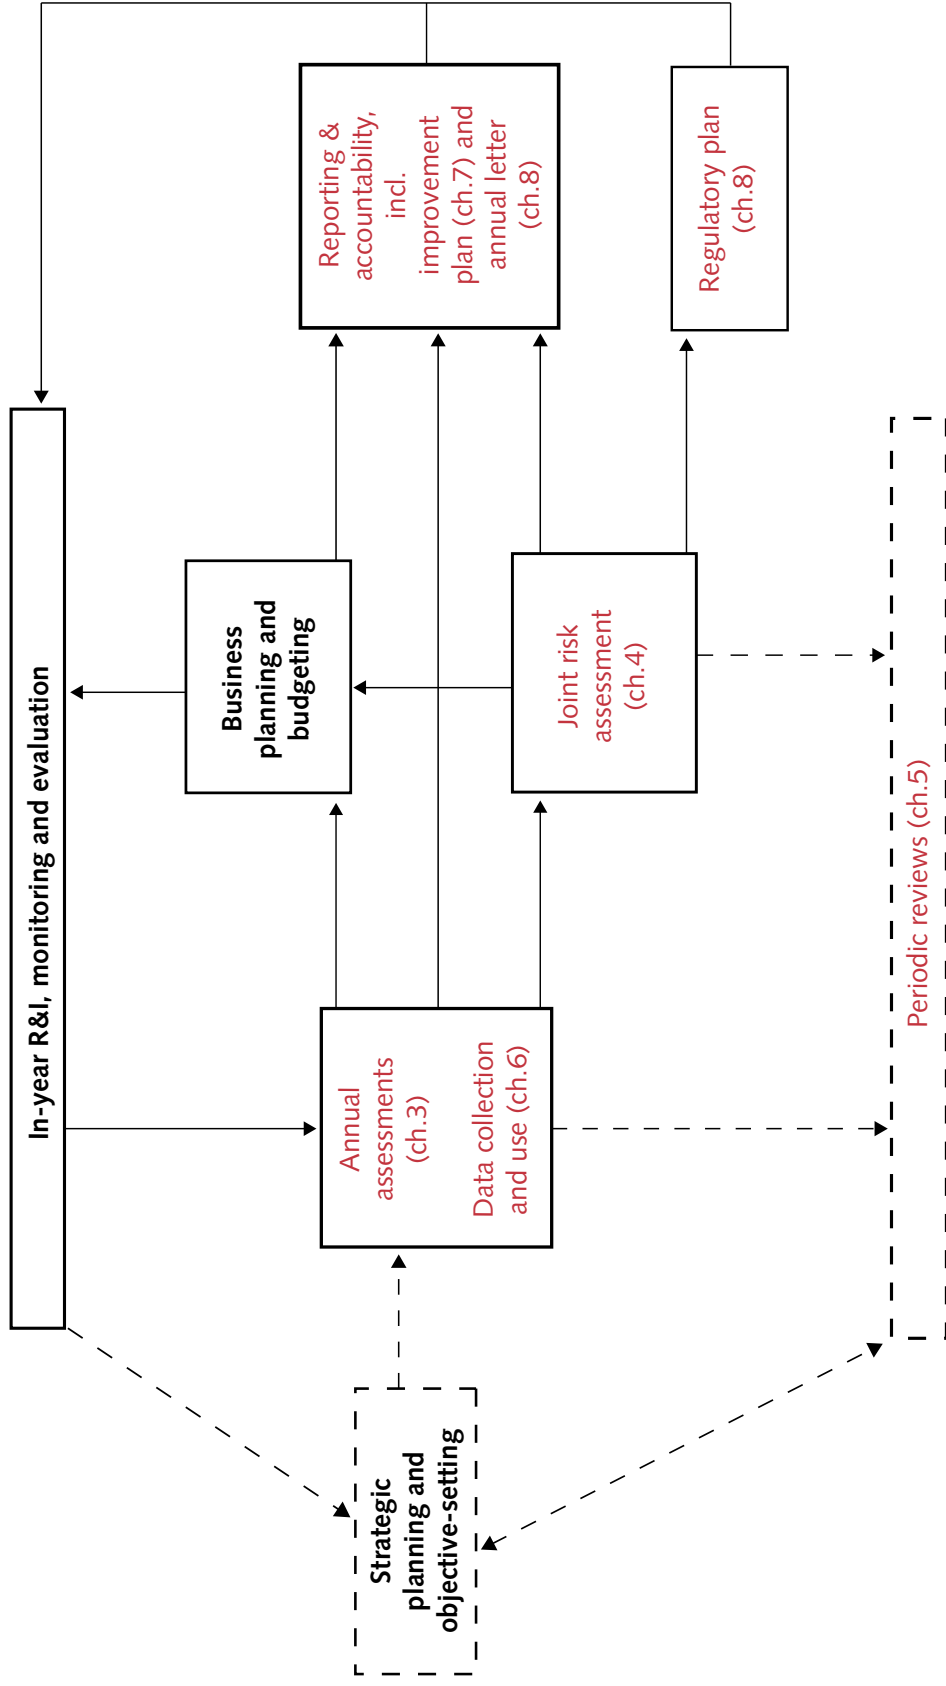 In-year R&I, monitoring and evaluation
Strategic
planning and
objective-setting
Annual
assessments
(ch.3)
Data collection
and use (ch.6)
Business
planning and
budgeting
Joint risk
assessment
(ch.4)
Reporting &
accountability,
incl.
improvement
plan (ch.7) and
annual letter
(ch.8)
Regulatory plan
(ch.8)
Periodic reviews (ch.5)